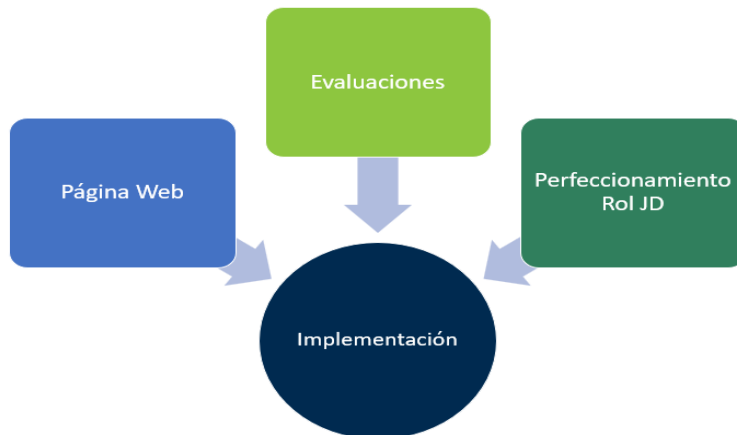 Evaluaciones
Página Web
Perfeccionamiento
Rol JD
Implementación